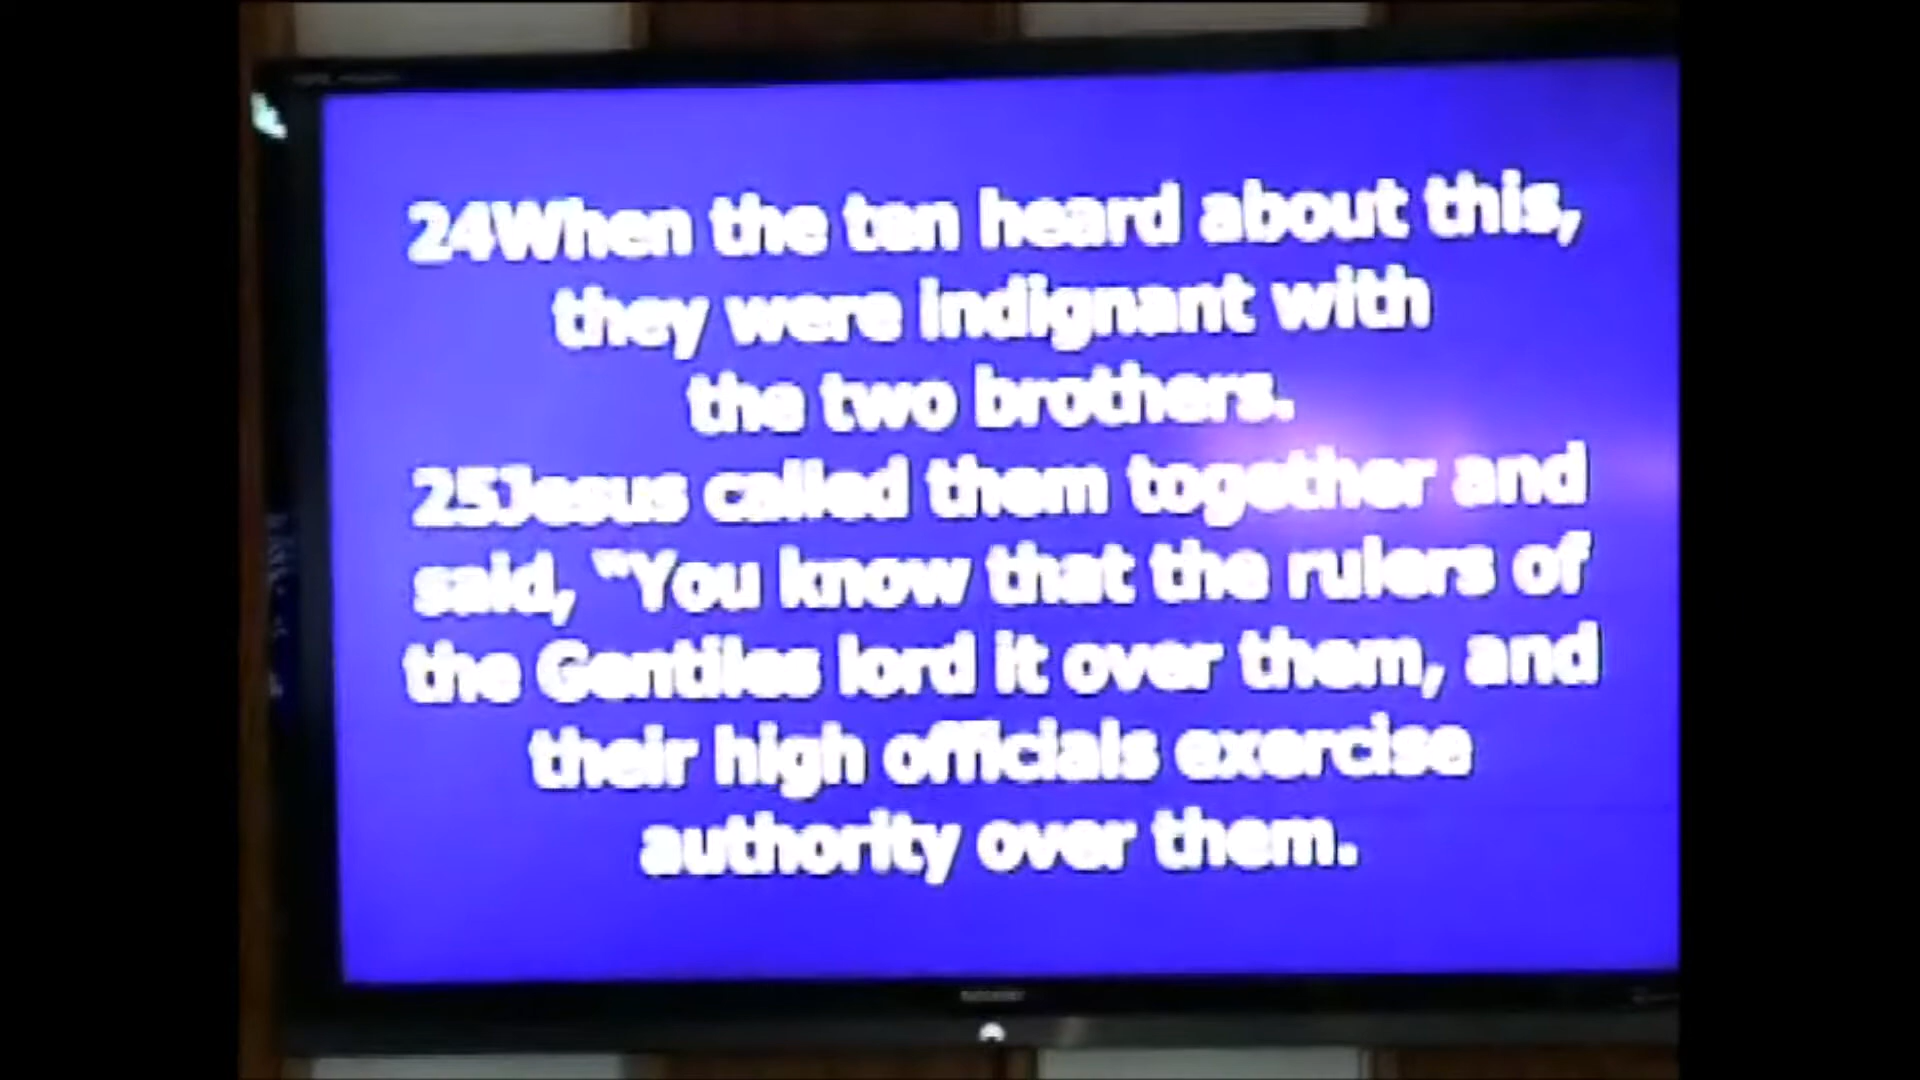 24When the ten heard about this,
they were indignant with
the two brothers.
25Jesus called them together and
said, "You know that the rulers of
the Gentiles lord it over them, and
their high officials exercise
authority over them.